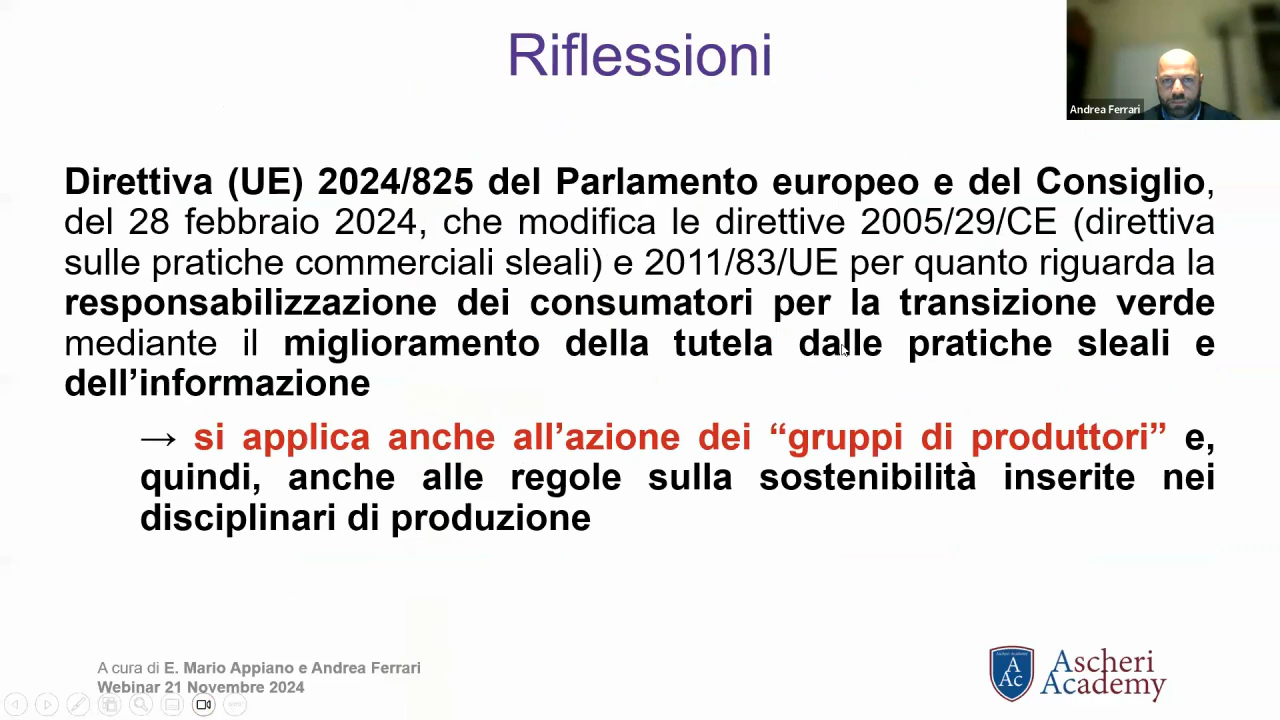 Riflessioni
Andrea Ferrari
Direttiva (UE) 2024/825 del Parlamento europeo e del Consiglio,
del 28 febbraio 2024, che modifica le direttive 2005/29/CE (direttiva
sulle pratiche commerciali sleali) e 2011/83/UE per quanto riguarda la
responsabilizzazione dei consumatori per la transizione verde
mediante il miglioramento della tutela dalle pratiche sleali e
dell’informazione
→ si applica anche all’azione dei “gruppi di produttori” e,
quindi, anche alle regole sulla sostenibilità inserite nei
disciplinari di produzione
A cura di E. Mario Appiano e Andrea Ferrari
Webinar 21 Novembre 2024
A
Ac
Ascheri
Academy